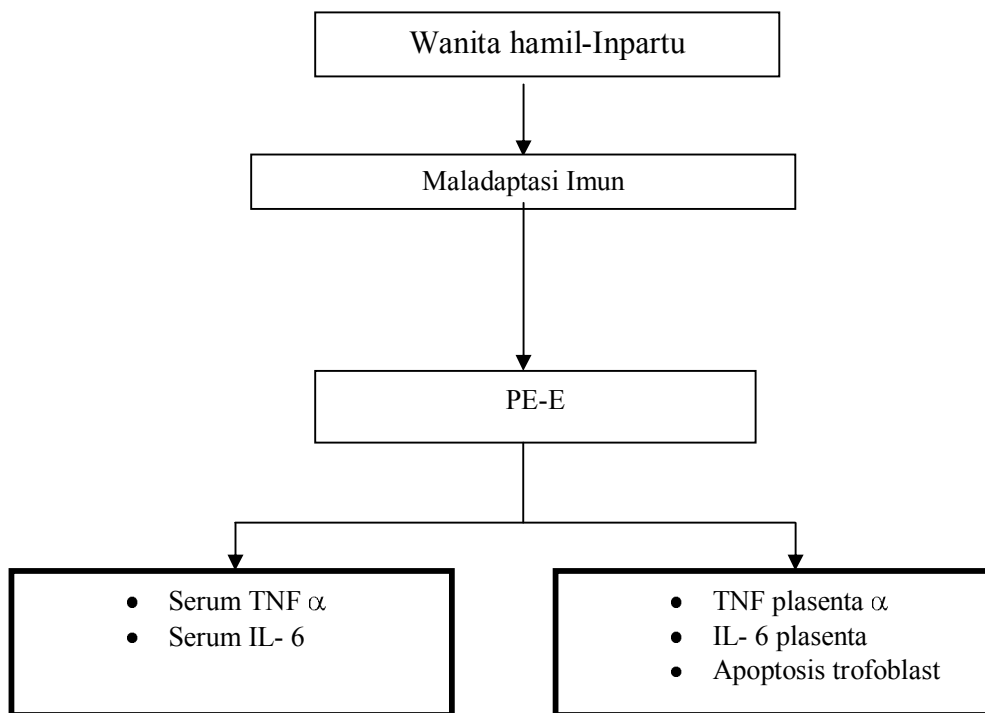 Wanita hamil-Inpartu
Maladaptasi Imun
PE-E
• Serum TNF α
• Serum IL- 6
• TNF plasenta α
• IL- 6 plasenta
• Apoptosis trofoblast